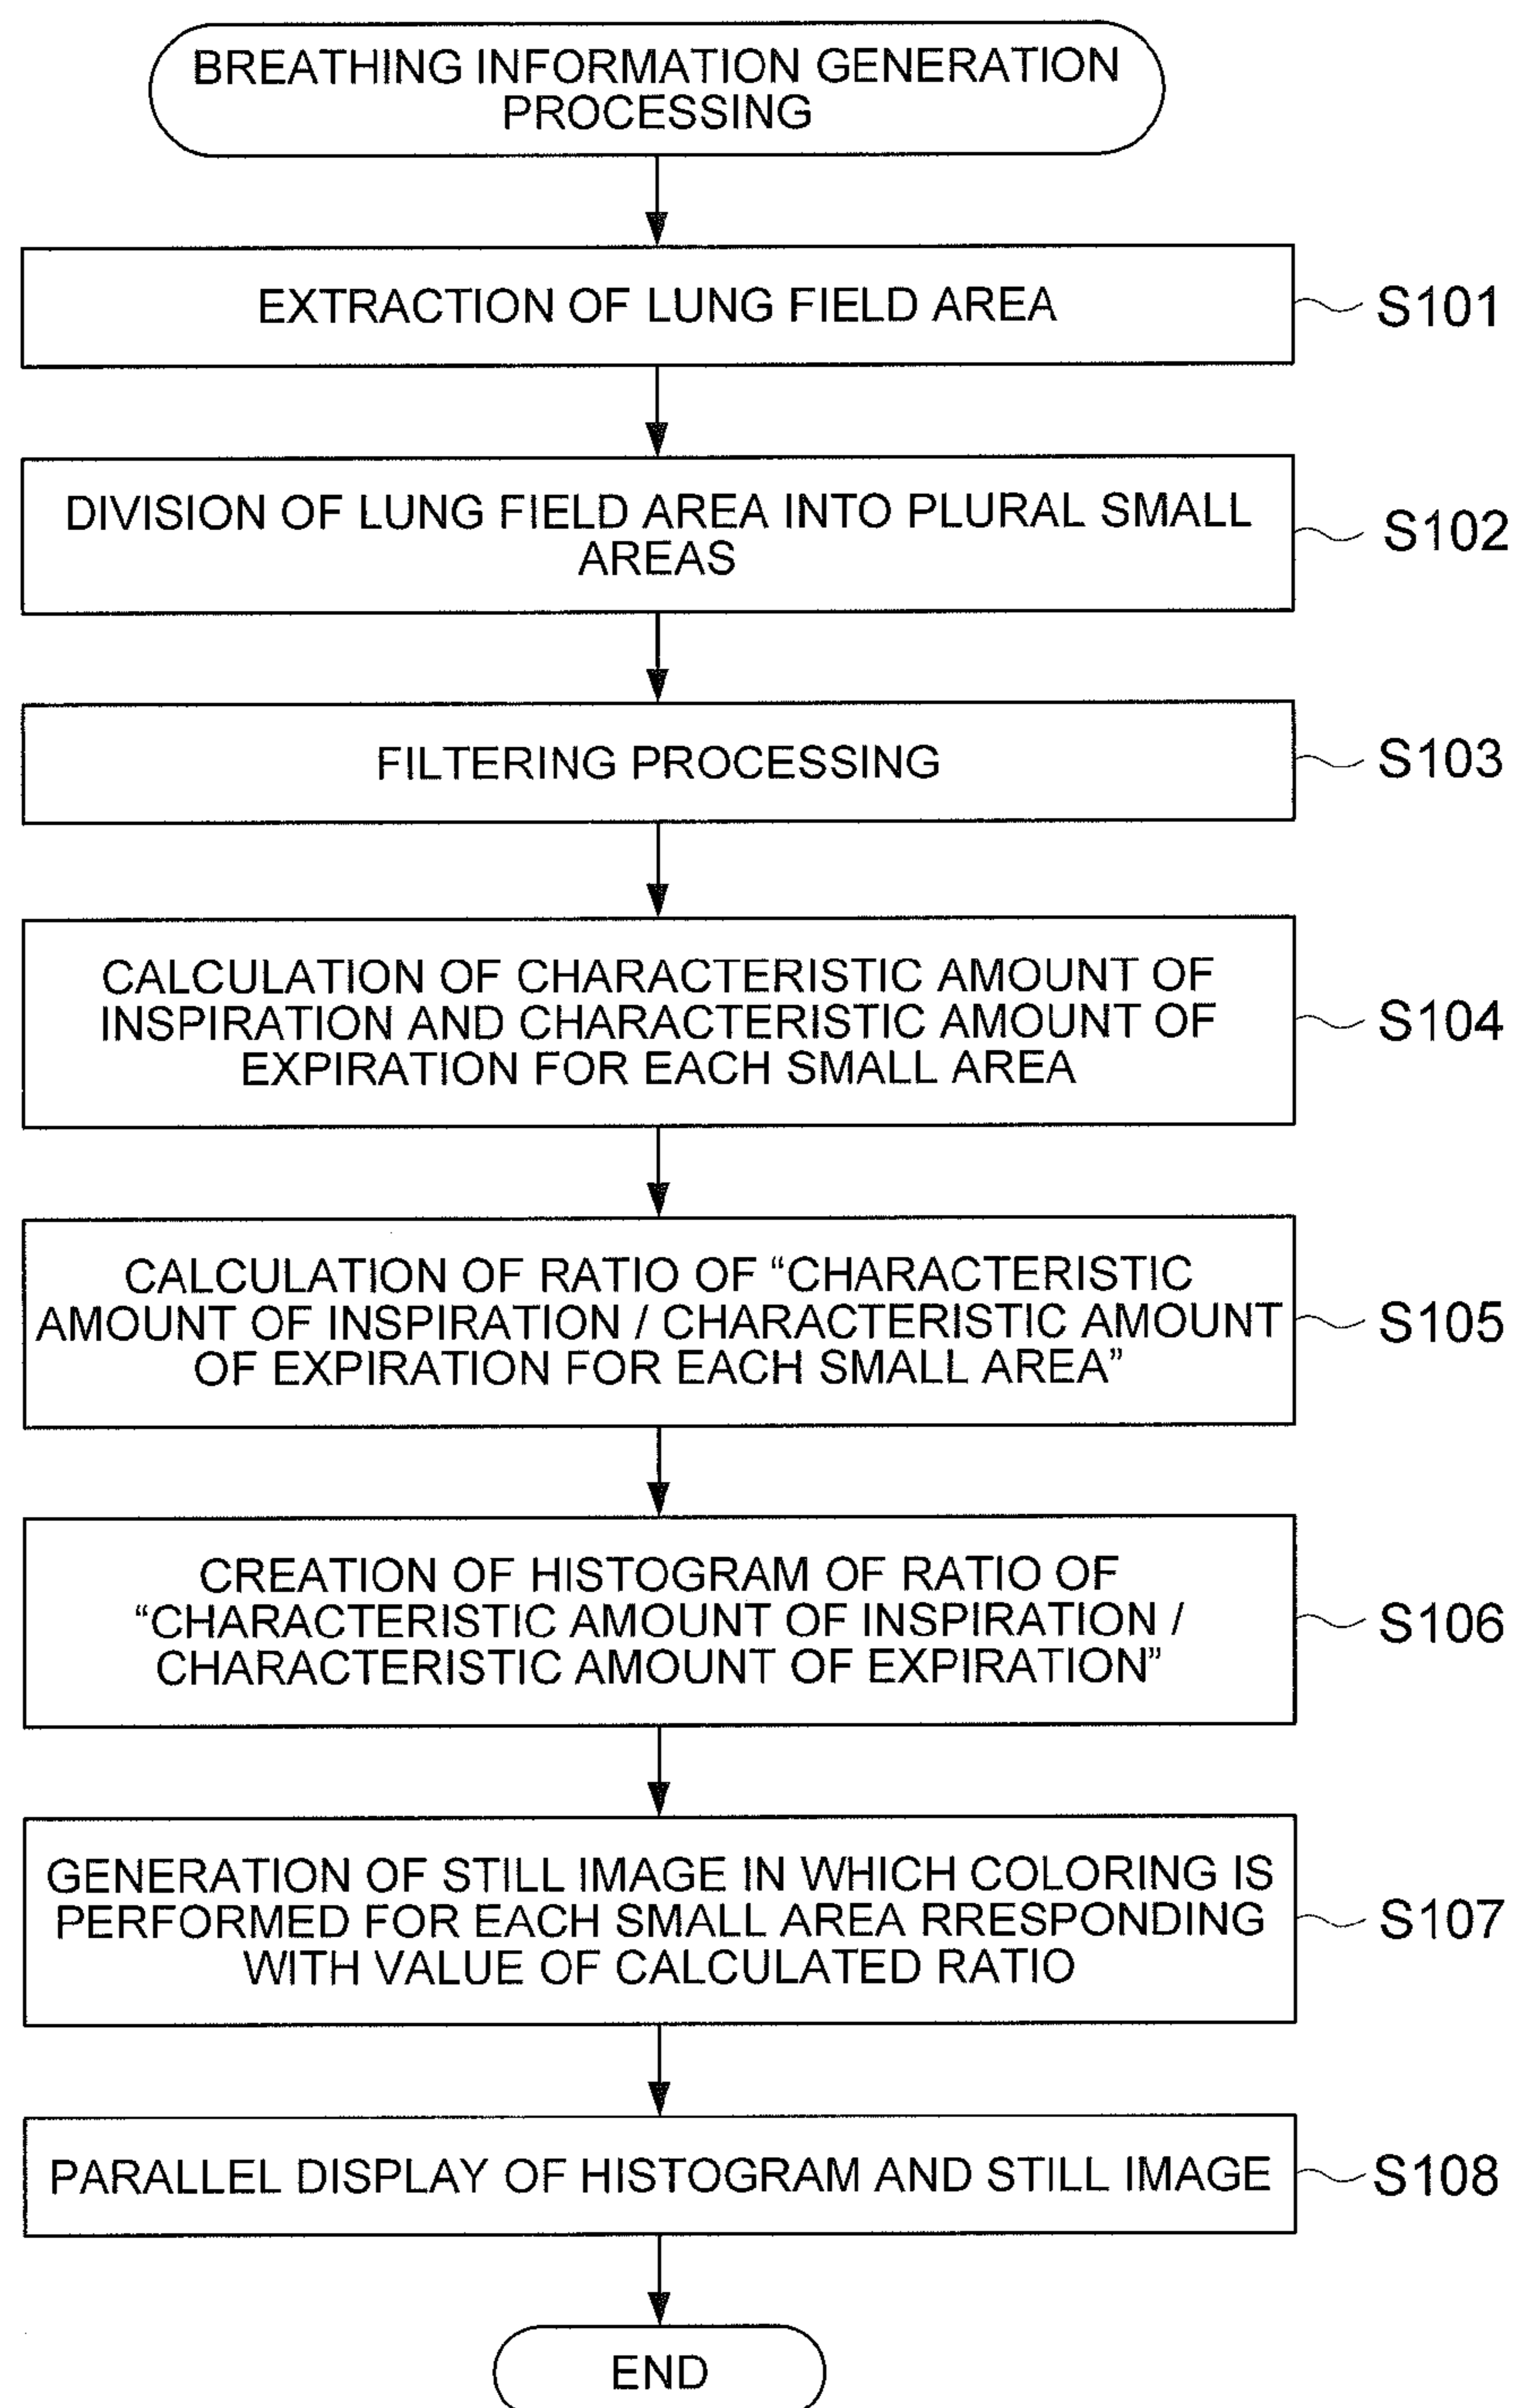 BREATHING INFORMATION GENERATION
PROCESSING
EXTRACTION OF LUNG FIELD AREA
S101
DIVISION OF LUNG FIELD AREA INTO PLURAL SMALL
AREAS
S102
FILTERING PROCESSING
S103
CALCULATION OF CHARACTERISTIC AMOUNT OF
INSPIRATION AND CHARACTERISTIC AMOUNT OF
EXPIRATION FOR EACH SMALL AREA
S104
CALCULATION OF RATIO OF “CHARACTERISTIC
AMOUNT OF INSPIRATION / CHARACTERISTIC AMOUNT
OF EXPIRATION FOR EACH SMALL AREA”
S105
CREATION OF HISTOGRAM OF RATIO OF
“CHARACTERISTIC AMOUNT OF INSPIRATION /
CHARACTERISTIC AMOUNT OF EXPIRATION”
S106
GENERATION OF STILL IMAGE IN WHICH COLORING IS
PERFORMED FOR EACH SMALL AREA RRESPONDING
WITH VALUE OF CALCULATED RATIO
S107
PARALLEL DISPLAY OF HISTOGRAM AND STILL IMAGE
S108
END